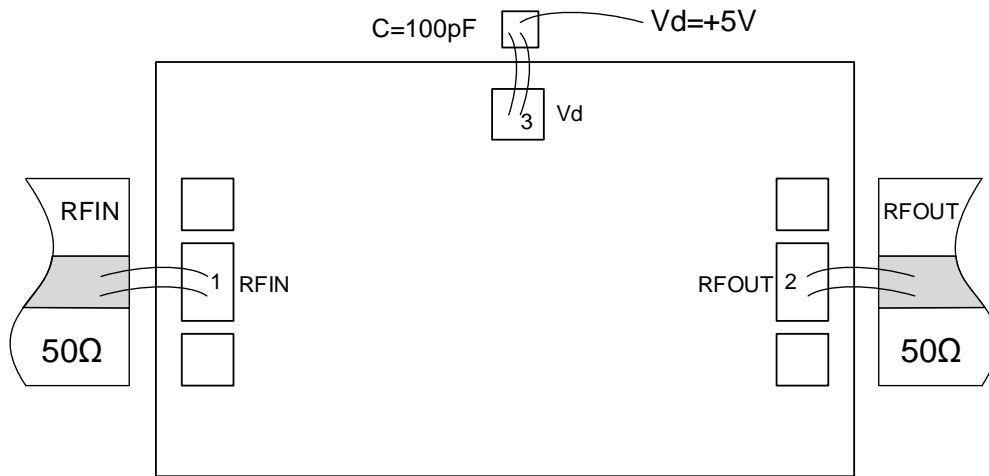 C=100pF
Vd=+5V
3
Vd
RFIN
RFOUT
1
RFIN
RFOUT
2
50Ω
50Ω